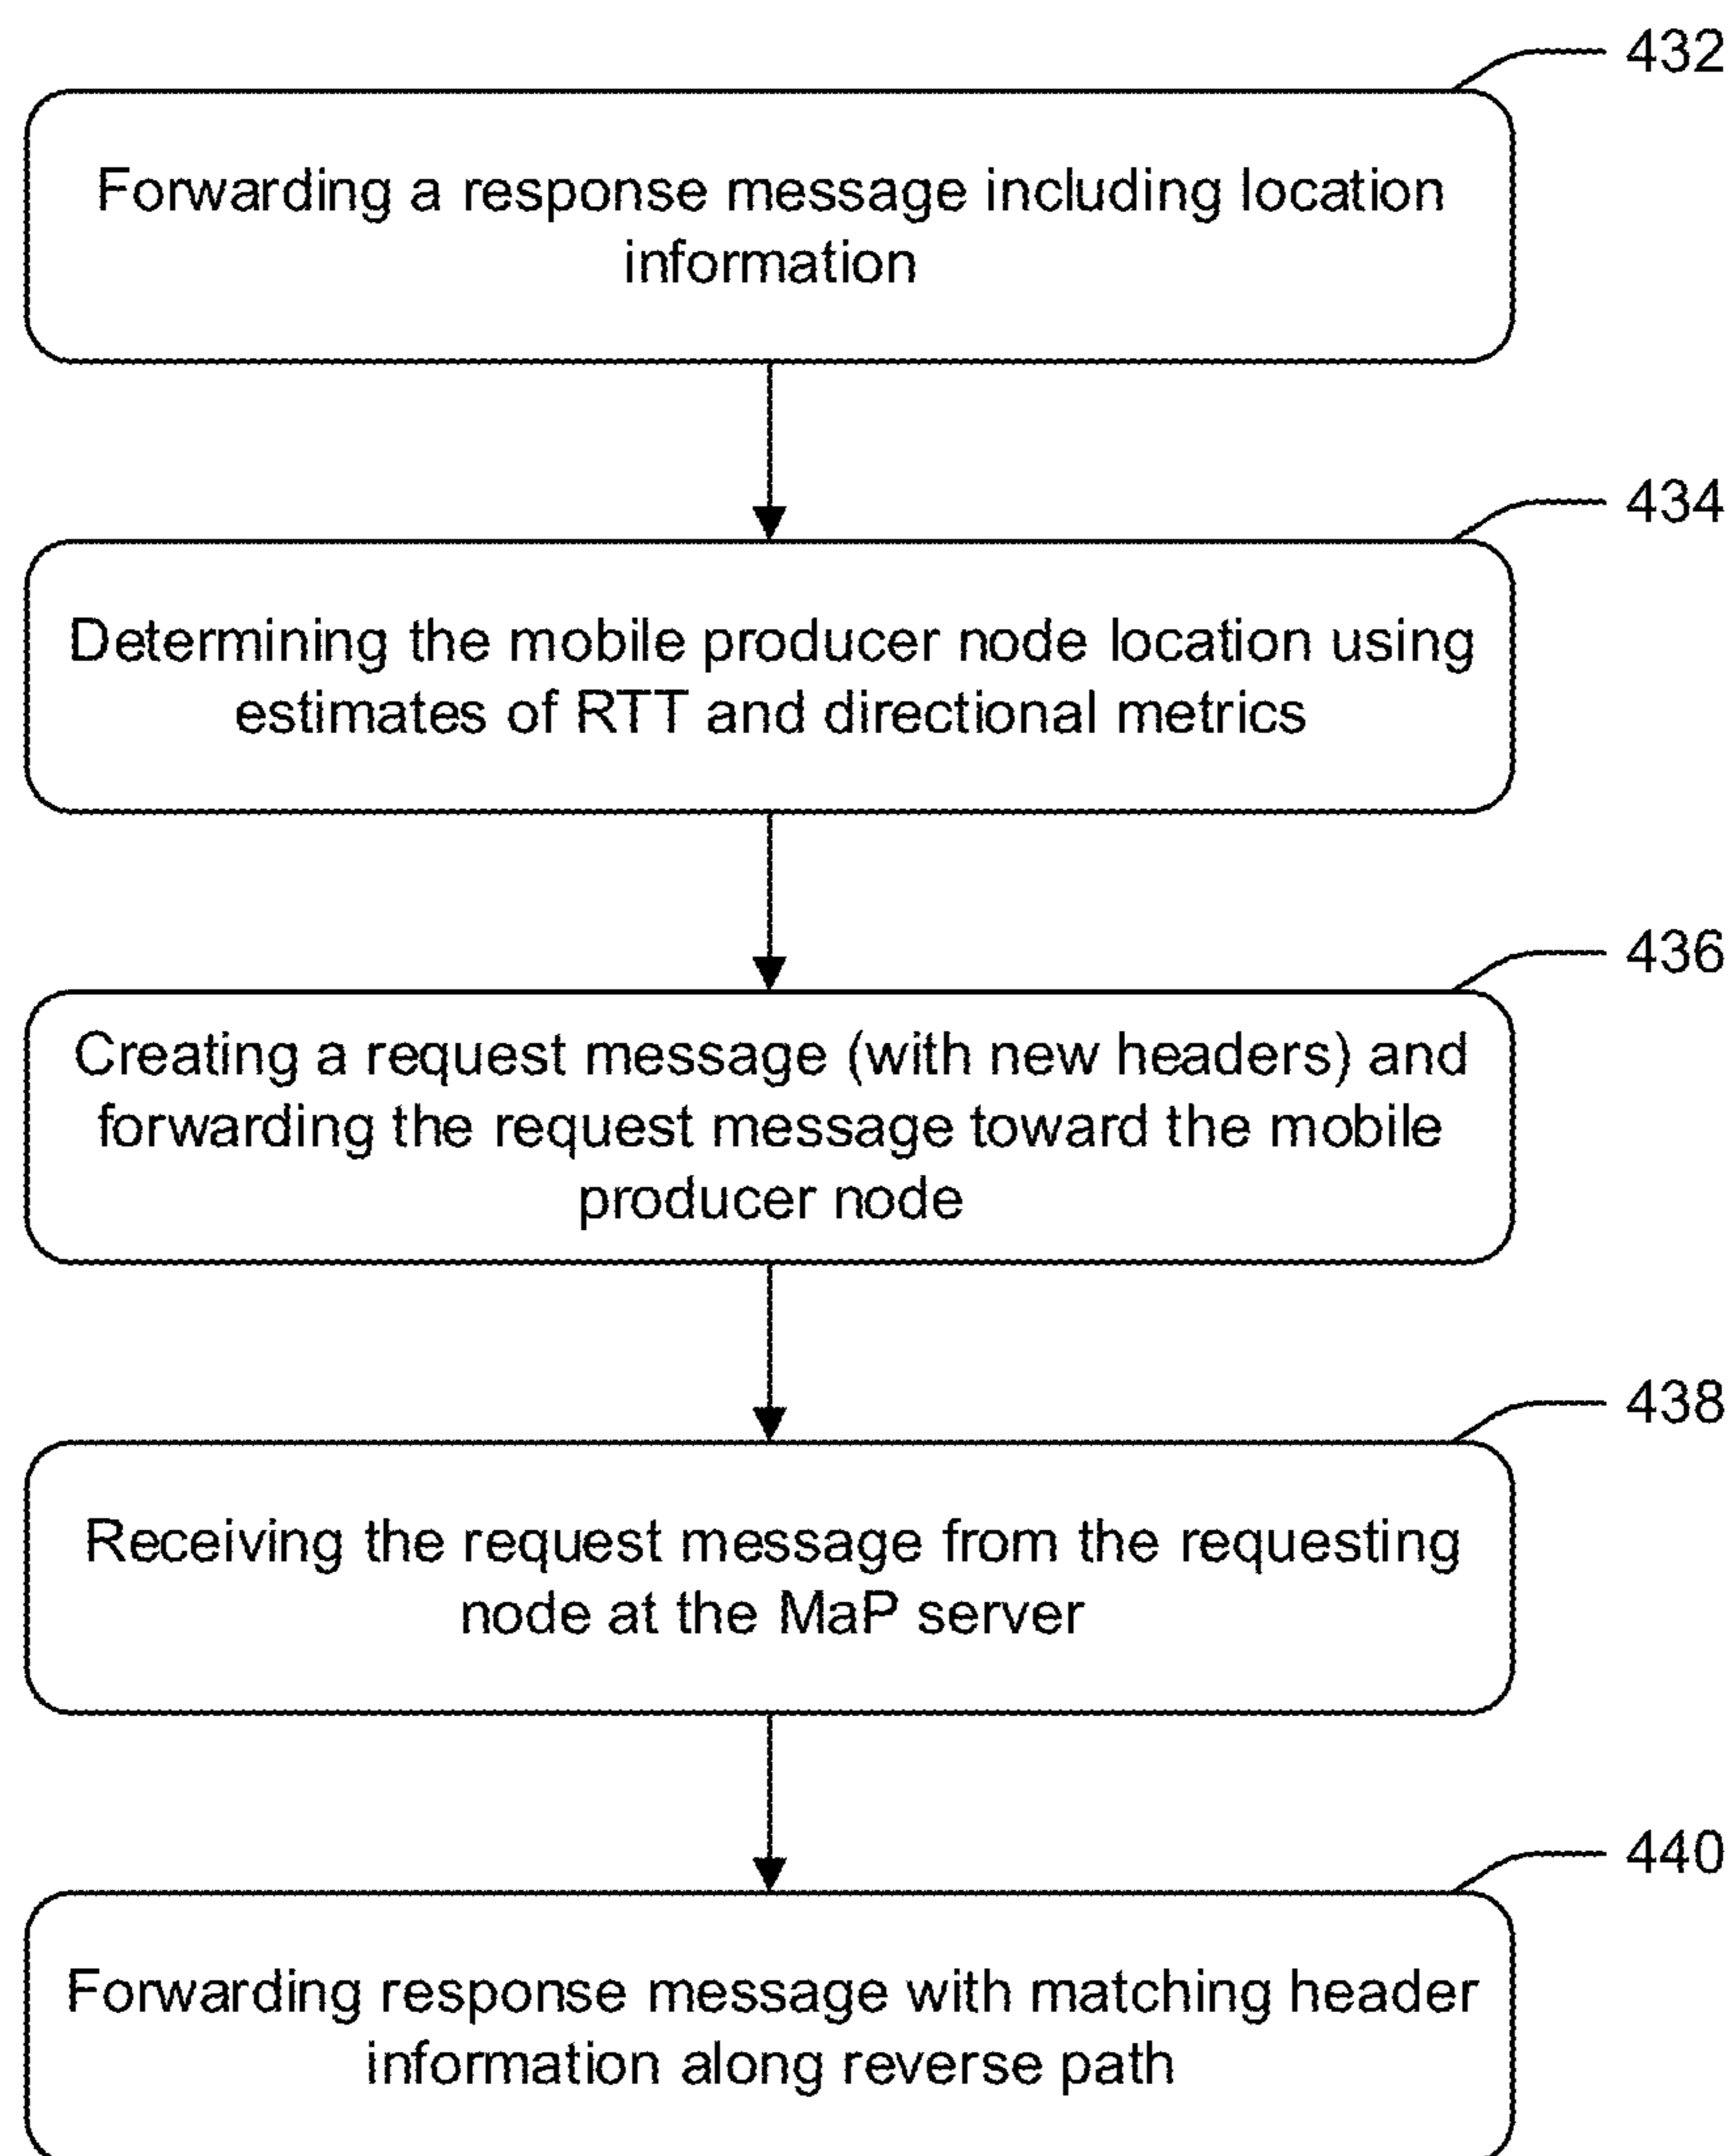 432
Forwarding a response message including location
information
434
Determining the mobile producer node location using
estimates of RTT and directional metrics
436
Creating a request message (with new headers) and
forwarding the request message toward the mobile
producer node
438
Receiving the request message from the requesting
node at the MaP server
440
Forwarding response message with matching header
information along reverse path